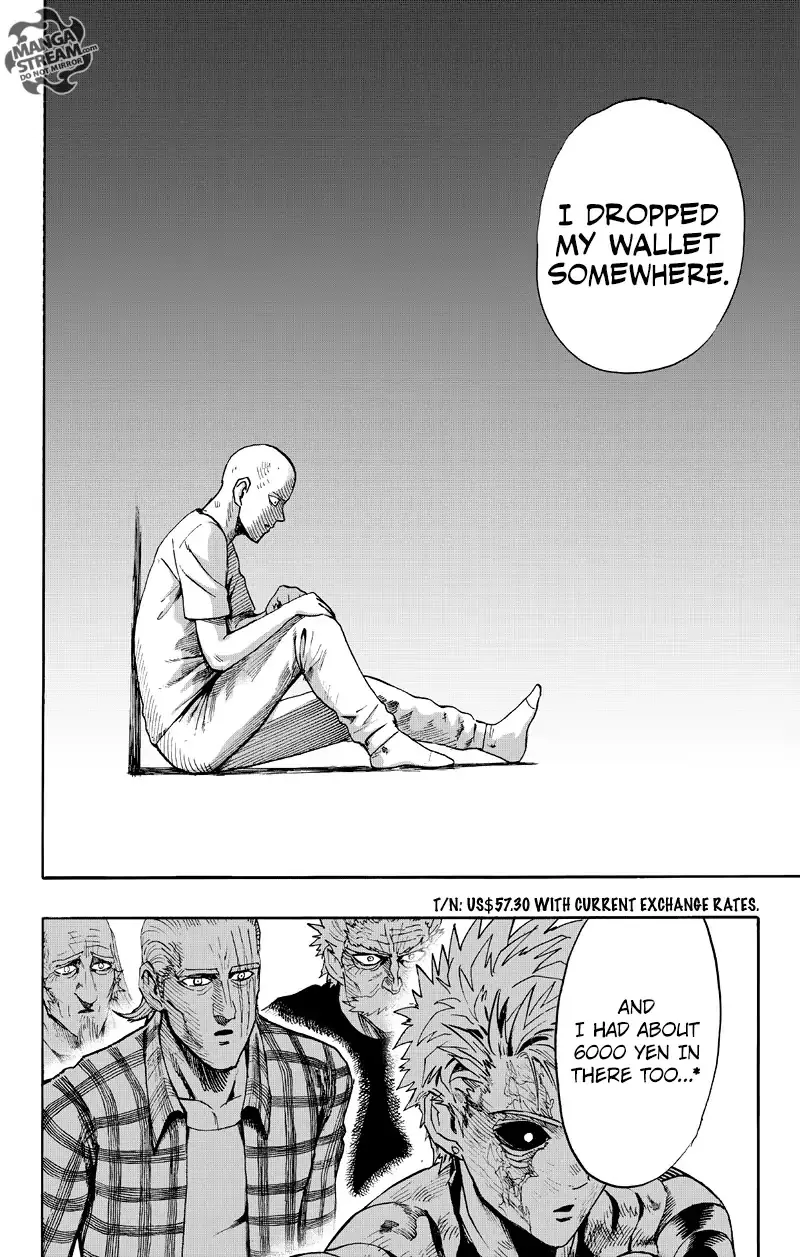 MANGA
STREAM.com
DO NOT MIRROR
I DROPPED
MY WALLET
SOMEWHERE.
T/N: US$57.30 WITH CURRENT EXCHANGE RATES.
AND
I HAD ABOUT
6000 YEN IN
THERE TOO...*